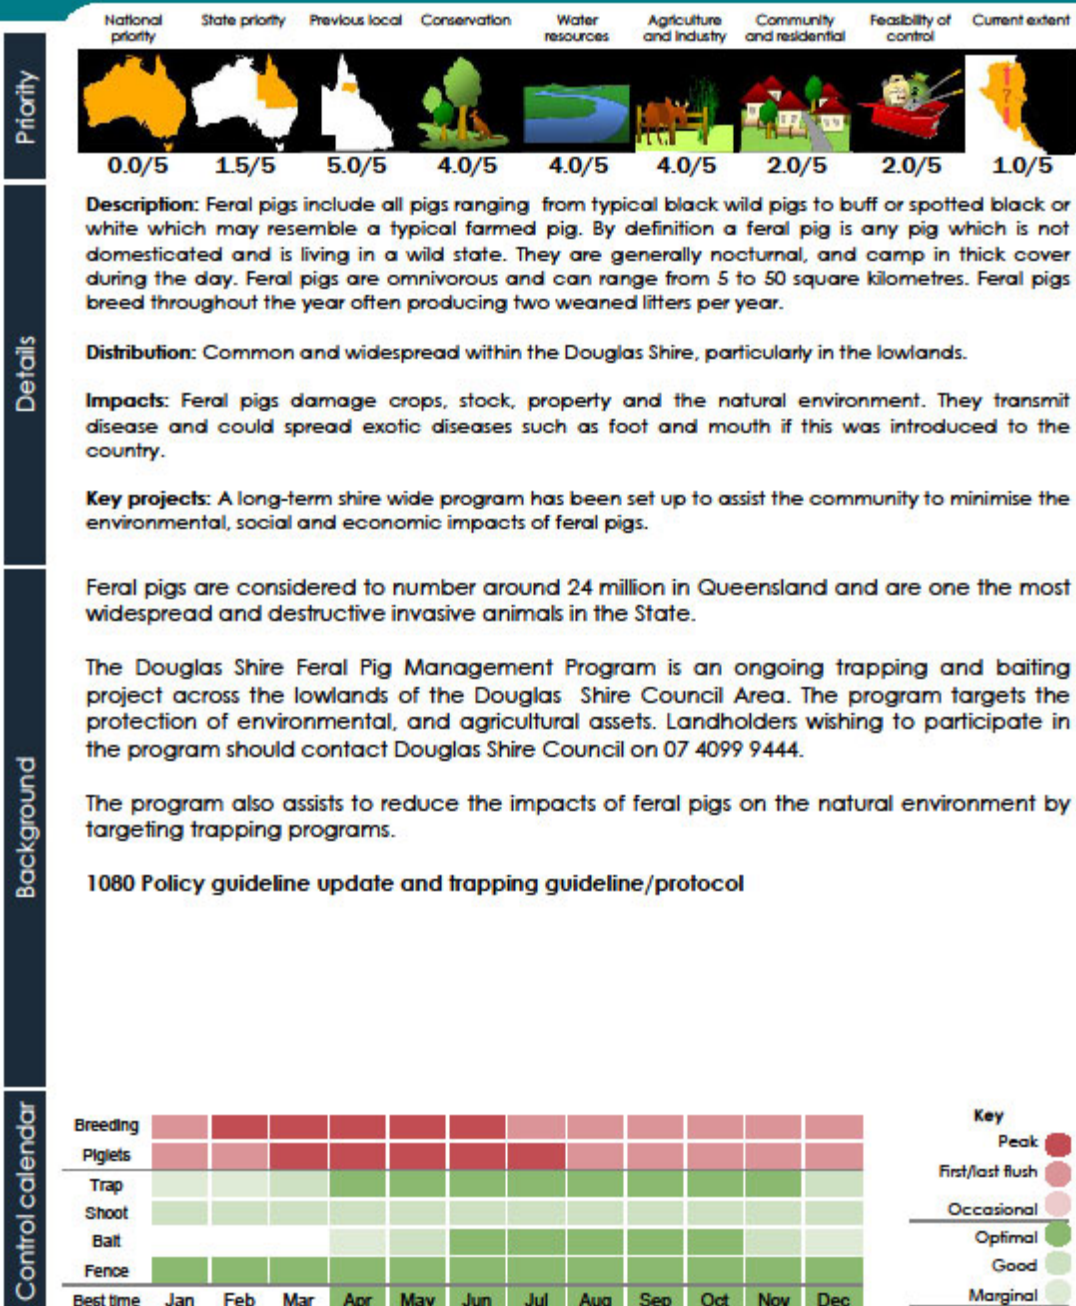 National priority
State priority
Previous local
Conservation
Water resources
Agriculture and industry
Community and residential
Feasibility of control
Current extent
Priority
0.0/5 1.5/5 5.0/5 4.0/5 4.0/5 4.0/5 2.0/5 2.0/5 1.0/5
Details
Description: Feral pigs include all pigs ranging from typical black wild pigs to buff or spotted black or
white which may resemble a typical farmed pig. By definition a feral pig is any pig which is not
domesticated and is living in a wild state. They are generally nocturnal, and camp in thick cover
during the day. Feral pigs are omnivorous and can range from 5 to 50 square kilometres. Feral pigs
breed throughout the year often producing two weaned litters per year.
Distribution: Common and widespread within the Douglas Shire, particularly in the lowlands.
Impacts: Feral pigs damage crops, stock, property and the natural environment. They transmit
disease and could spread exotic diseases such as foot and mouth if this was introduced to the
country.
Key projects: A long-term shire wide program has been set up to assist the community to minimise the
environmental, social and economic impacts of feral pigs.
Background
Feral pigs are considered to number around 24 million in Queensland and are one the most
widespread and destructive invasive animals in the State.
The Douglas Shire Feral Pig Management Program is an ongoing trapping and baiting
project across the lowlands of the Douglas Shire Council Area. The program targets the
protection of environmental, and agricultural assets. Landholders wishing to participate in
the program should contact Douglas Shire Council on 07 4099 9444.
The program also assists to reduce the impacts of feral pigs on the natural environment by
targeting trapping programs.
1080 Policy guideline update and trapping guideline/protocol
Control calendar
Breeding
Piglets
Trap
Shoot
Bait
Fence
Best time Jan Feb Mar Apr May Jun Jul Aug Sep Oct Nov Dec
Key
Peak
First/last flush
Occasional
Optimal
Good
Marginal